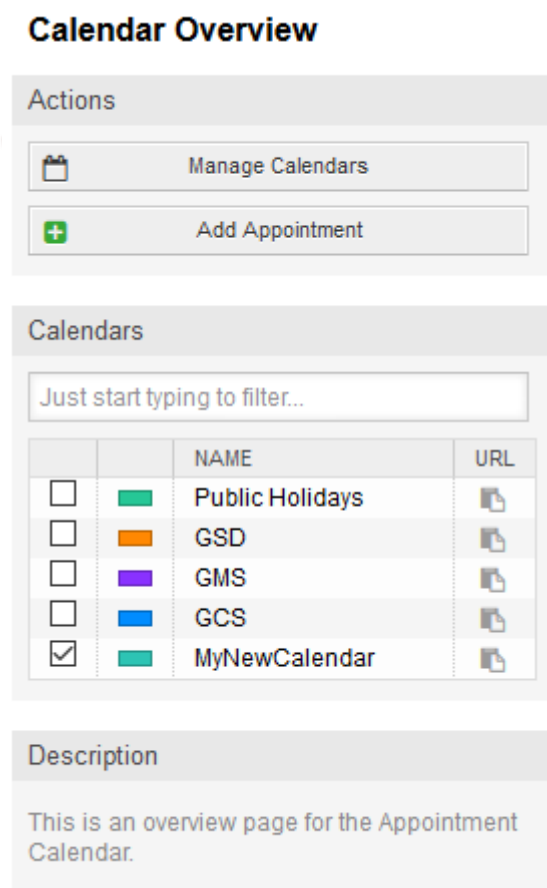 Calendar Overview
Actions
Manage Calendars
Add Appointment
Calendars
Just start typing to filter...
NAME URL
Public Holidays
GSD
GMS
GCS
MyNewCalendar
Description
This is an overview page for the Appointment
Calendar.